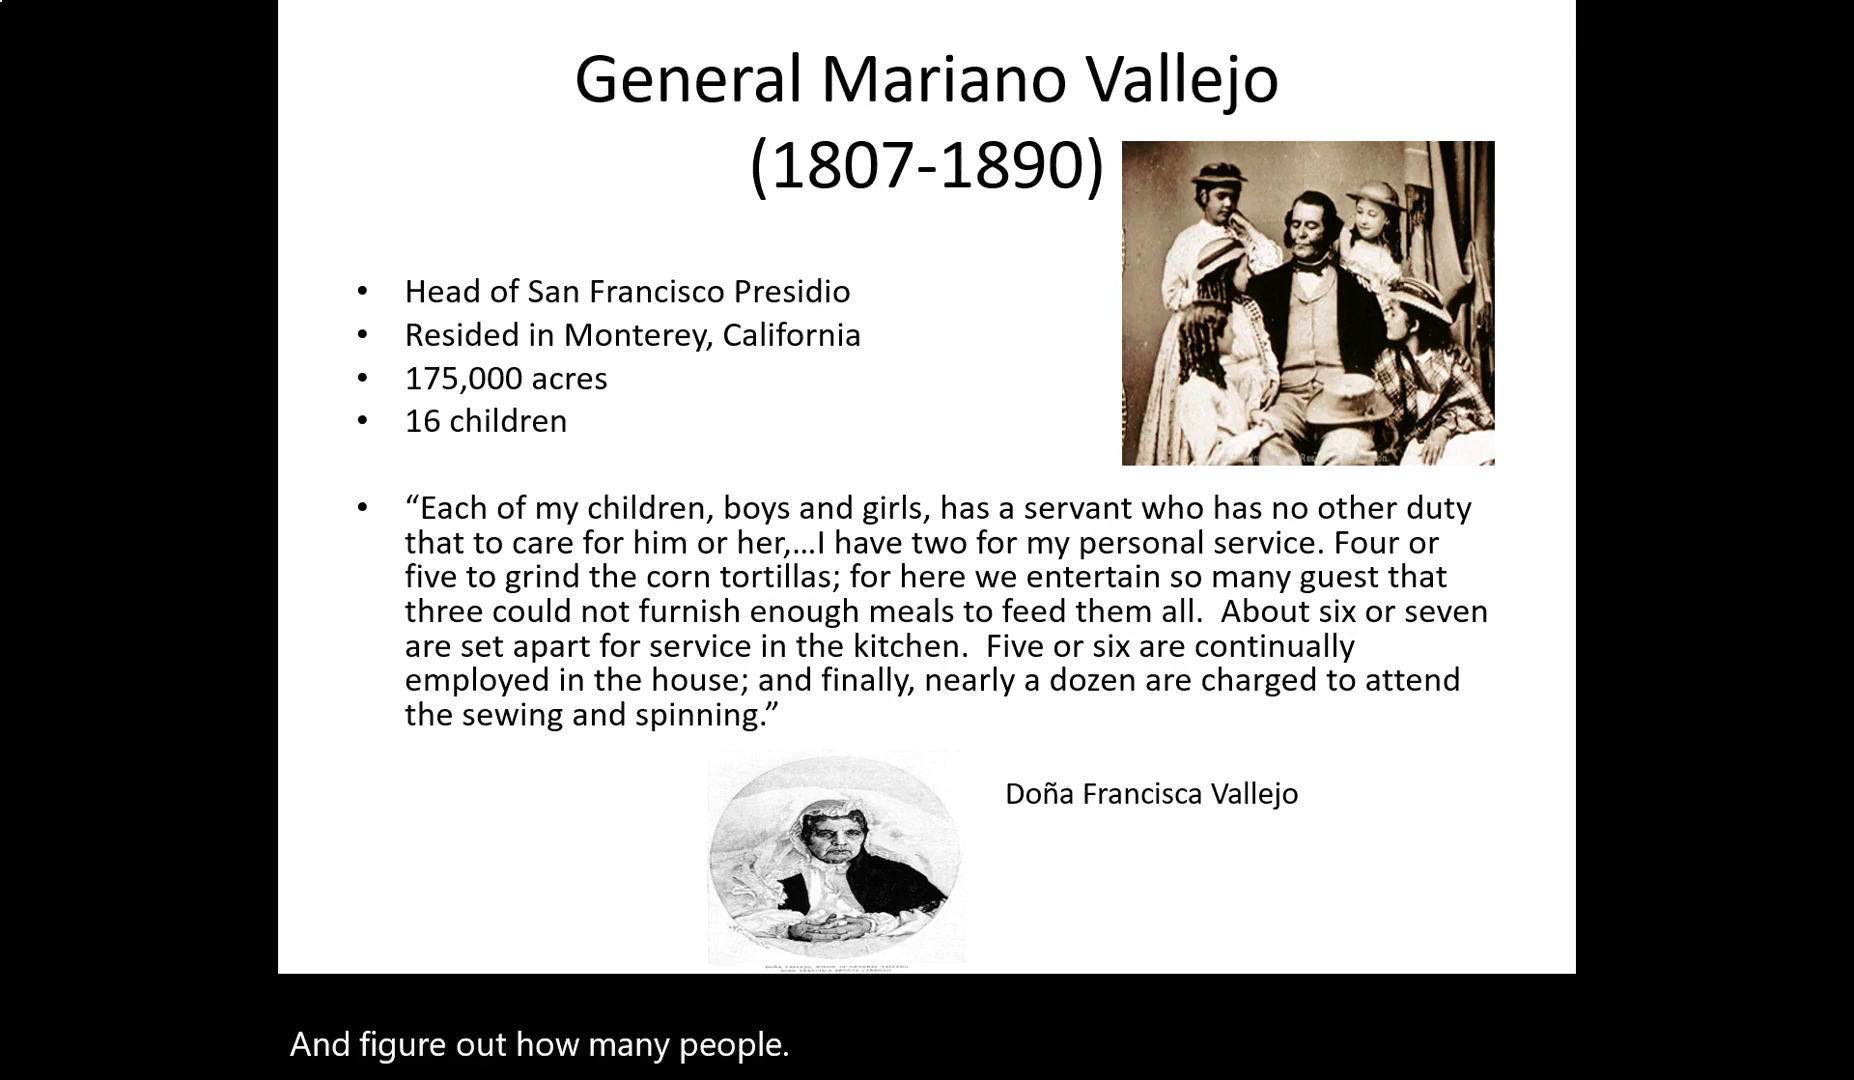 General Mariano Vallejo
(1807-1890)
• Head of San Francisco Presidio
• Resided in Monterey, California
• 175,000 acres
• 16 children
• “Each of my children, boys and girls, has a servant who has no other duty
that to care for him or her,…I have two for my personal service. Four or
five to grind the corn tortillas; for here we entertain so many guest that
three could not furnish enough meals to feed them all.  About six or seven
are set apart for service in the kitchen.  Five or six are continually
employed in the house; and finally, nearly a dozen are charged to attend
the sewing and spinning.”
Doña Francisca Vallejo
And figure out how many people.